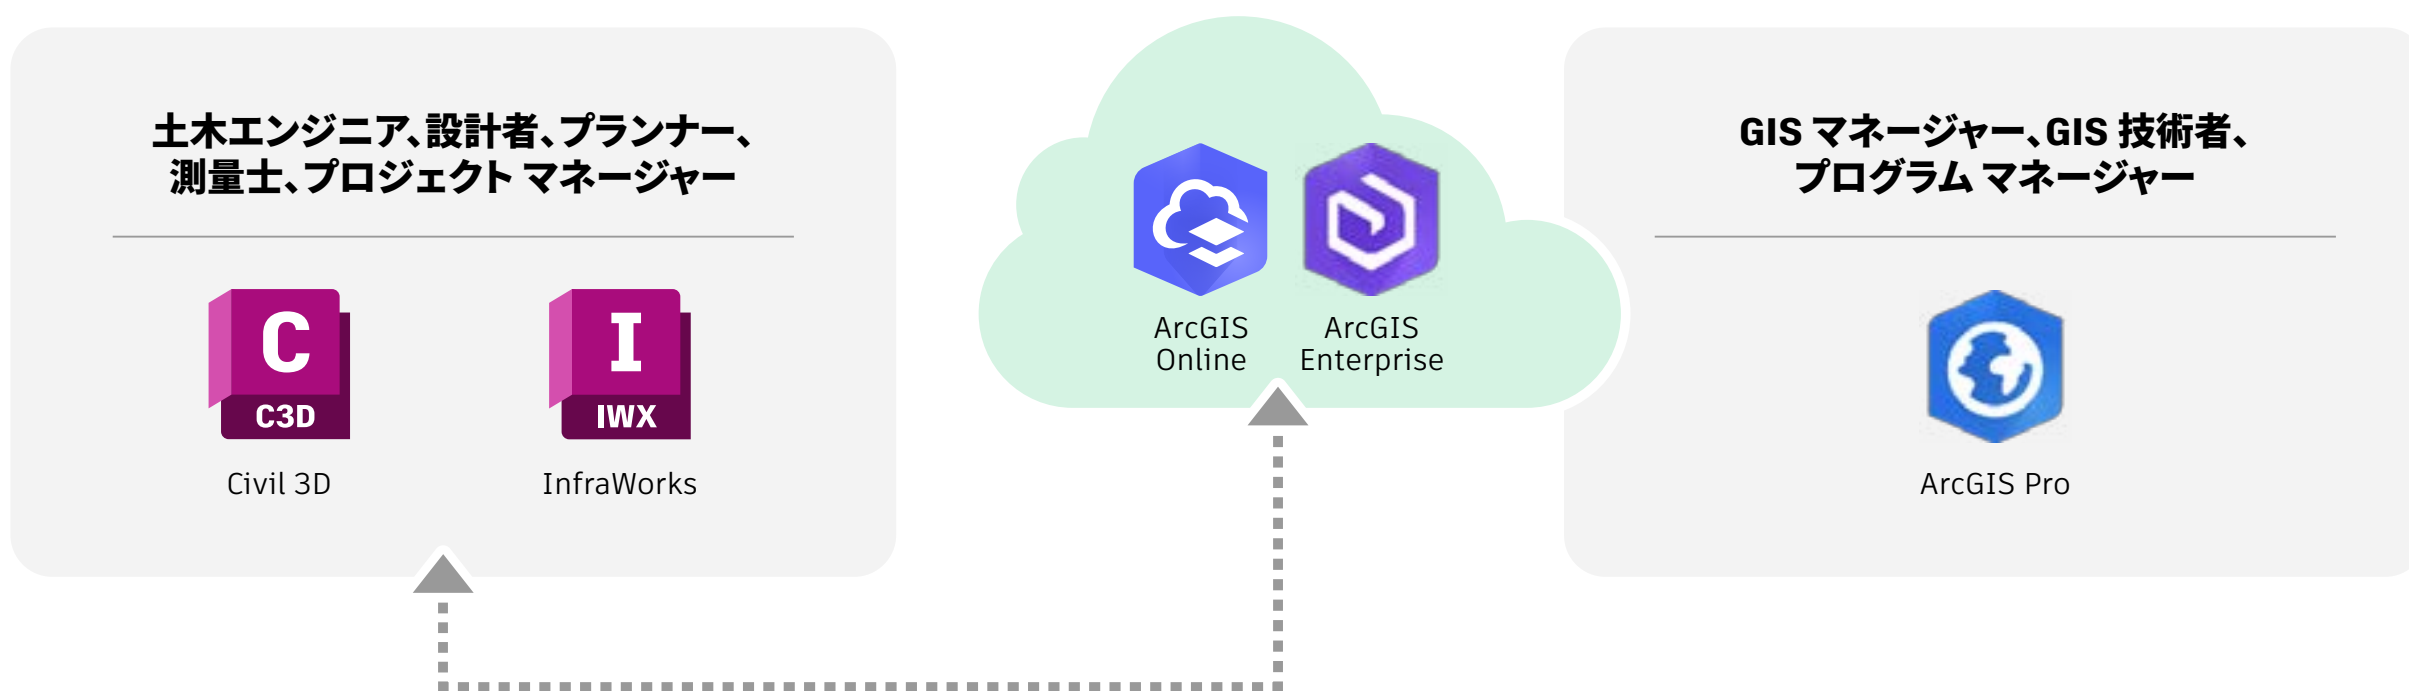 土木エンジニア、設計者、プランナー、
測量士、プロジェクト マネージャー
C
C3D
Civil 3D
I
IWX
InfraWorks
ArcGIS
Online
ArcGIS
Enterprise
GIS マネージャー、GIS 技術者、
プログラム マネージャー
ArcGIS Pro